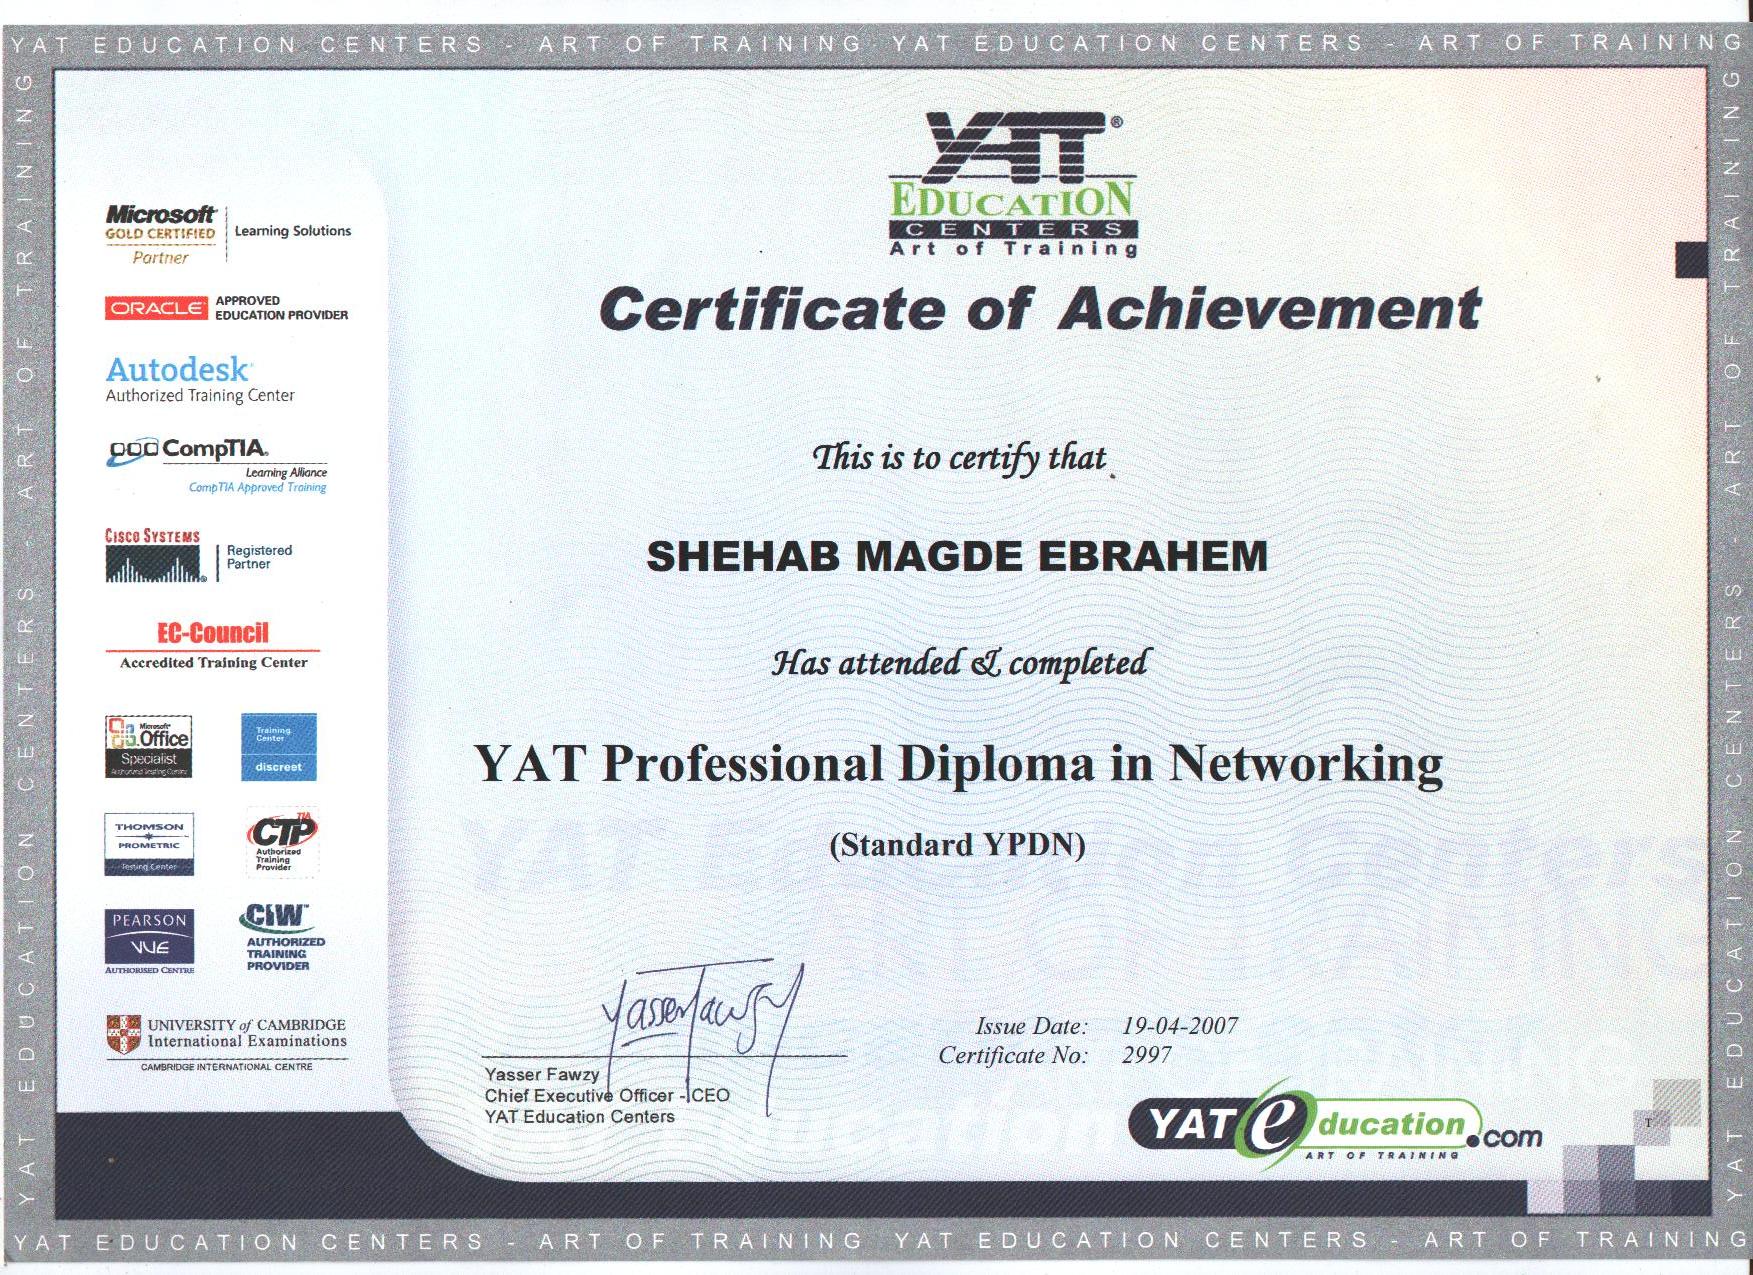 YAT EDUCATION CENTERS - ART OF TRAINING YAT EDUCATION CENTERS - ART OF TRAINING
YAT EDUCATION CENTERS - ART OF TRAINING
YAT EDUCATION CENTERS - ART OF TRAINING
YAT®
EDUCATION
CENTERS
Art of Training
Certificate of Achievement
This is to certify that
SHEHAB MAGDE EBRAHEM
Has attended & completed
YAT Professional Diploma in Networking
(Standard YPDN)
Yasser Fawzy
Yasser Fawzy
Chief Executive Officer - CEO
YAT Education Centers
Issue Date: 19-04-2007
Certificate No: 2997
YAT education.com
ART OF TRAINING
T
Microsoft
GOLD CERTIFIED
Partner
Learning Solutions
ORACLE APPROVED
EDUCATION PROVIDER
Autodesk
Authorized Training Center
CompTIA.
Learning Alliance
CompTIA Approved Training
CISCO SYSTEMS
Registered
Partner
EC-Council
Accredited Training Center
Microsoft
Office
Specialist
Authorized Testing Center
Training
Center
discreet
THOMSON
PROMETRIC
Testing Center
TIA
CTP
Authorized
Training
Provider
PEARSON
VUE
AUTHORISED CENTRE
CIW™
AUTHORIZED
TRAINING
PROVIDER
UNIVERSITY of CAMBRIDGE
International Examinations
CAMBRIDGE INTERNATIONAL CENTRE
YAT EDUCATION CENTERS - ART OF TRAINING YAT EDUCATION CENTERS - ART OF TRAINING